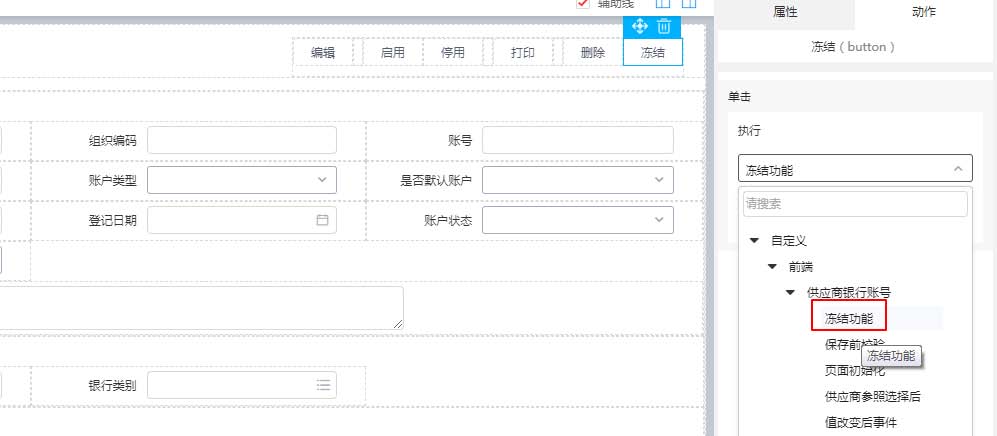 辅助线
属性 动作
冻结（button）
编辑 启用 停用 打印 删除 冻结
单击
执行
冻结功能
请搜索
自定义
前端
供应商银行账号
冻结功能
保存前校验
冻结功能
页面初始化
供应商参照选择后
值改变后事件
组织编码 账号
账户类型 是否默认账户
登记日期 账户状态
银行类别